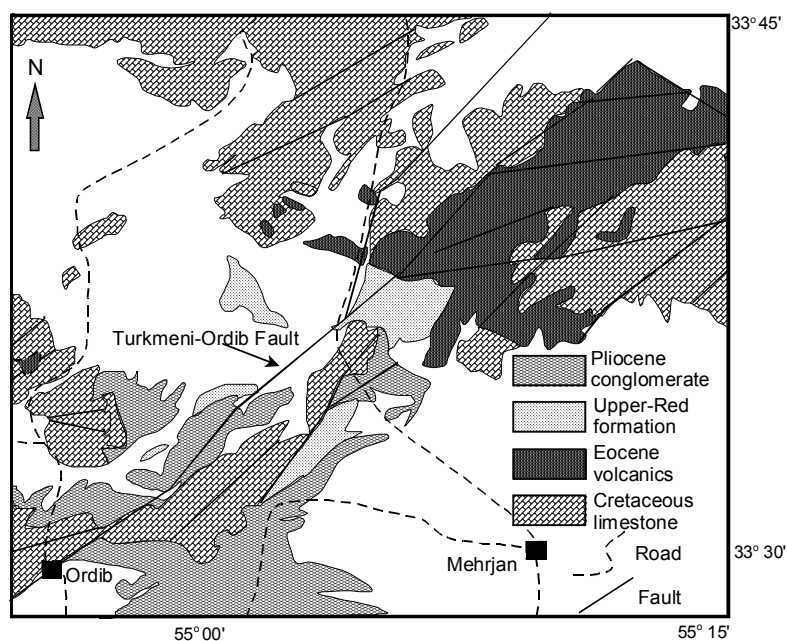 33° 45'
N
Turkmeni-Ordib Fault
Pliocene
conglomerate
Upper-Red
formation
Eocene
volcanics
Cretaceous
limestone
Road
Mehrjan
33° 30'
Ordib
Fault
55° 00'
55° 15'